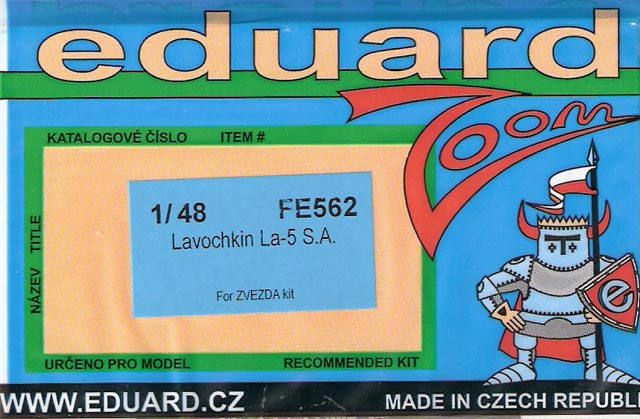 eduard
Zoom
KATALOGOVÉ ČÍSLO ITEM #
1/48 FE562
Lavochkin La-5 S.A.
For ZVEZDA kit
NÁZEV TITLE
e
URČENO PRO MODEL RECOMMENDED KIT
WWW.EDUARD.CZ MADE IN CZECH REPUBL